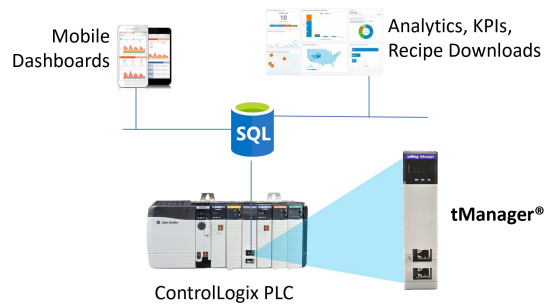 Mobile
Dashboards
Analytics, KPIs,
Recipe Downloads
SQL
tManager®
ControlLogix PLC